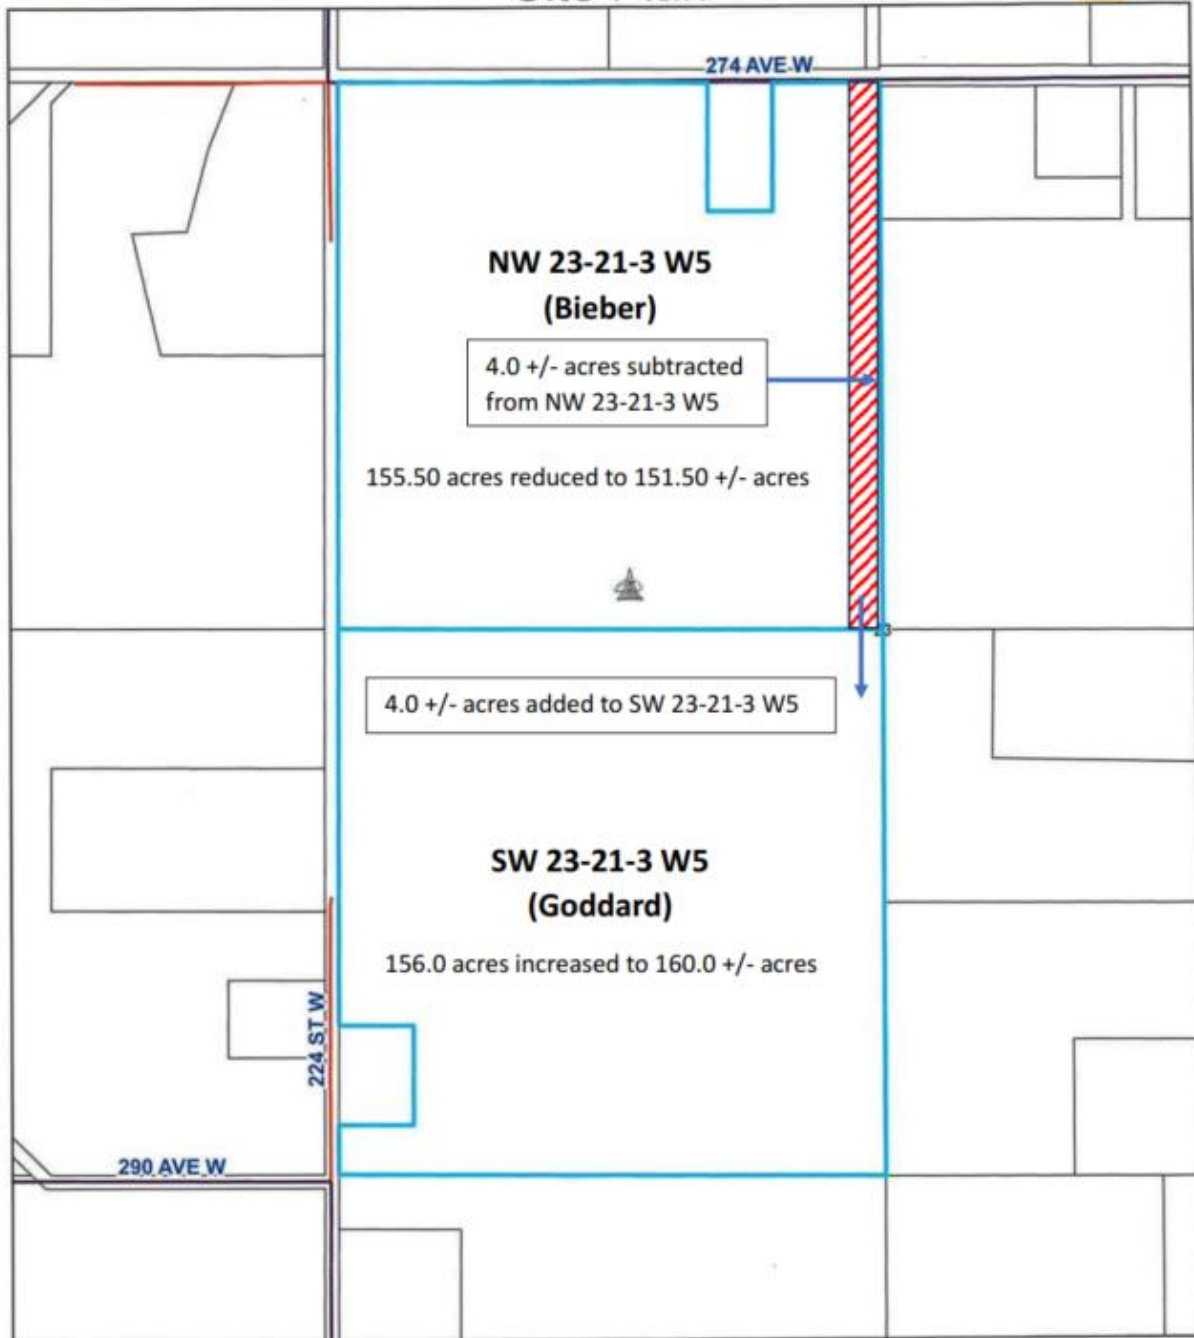 274 AVE W
NW 23-21-3 W5
(Bieber)
4.0 +/- acres subtracted
from NW 23-21-3 W5
155.50 acres reduced to 151.50 +/- acres
23
4.0 +/- acres added to SW 23-21-3 W5
SW 23-21-3 W5
(Goddard)
156.0 acres increased to 160.0 +/- acres
224 ST W
290 AVE W